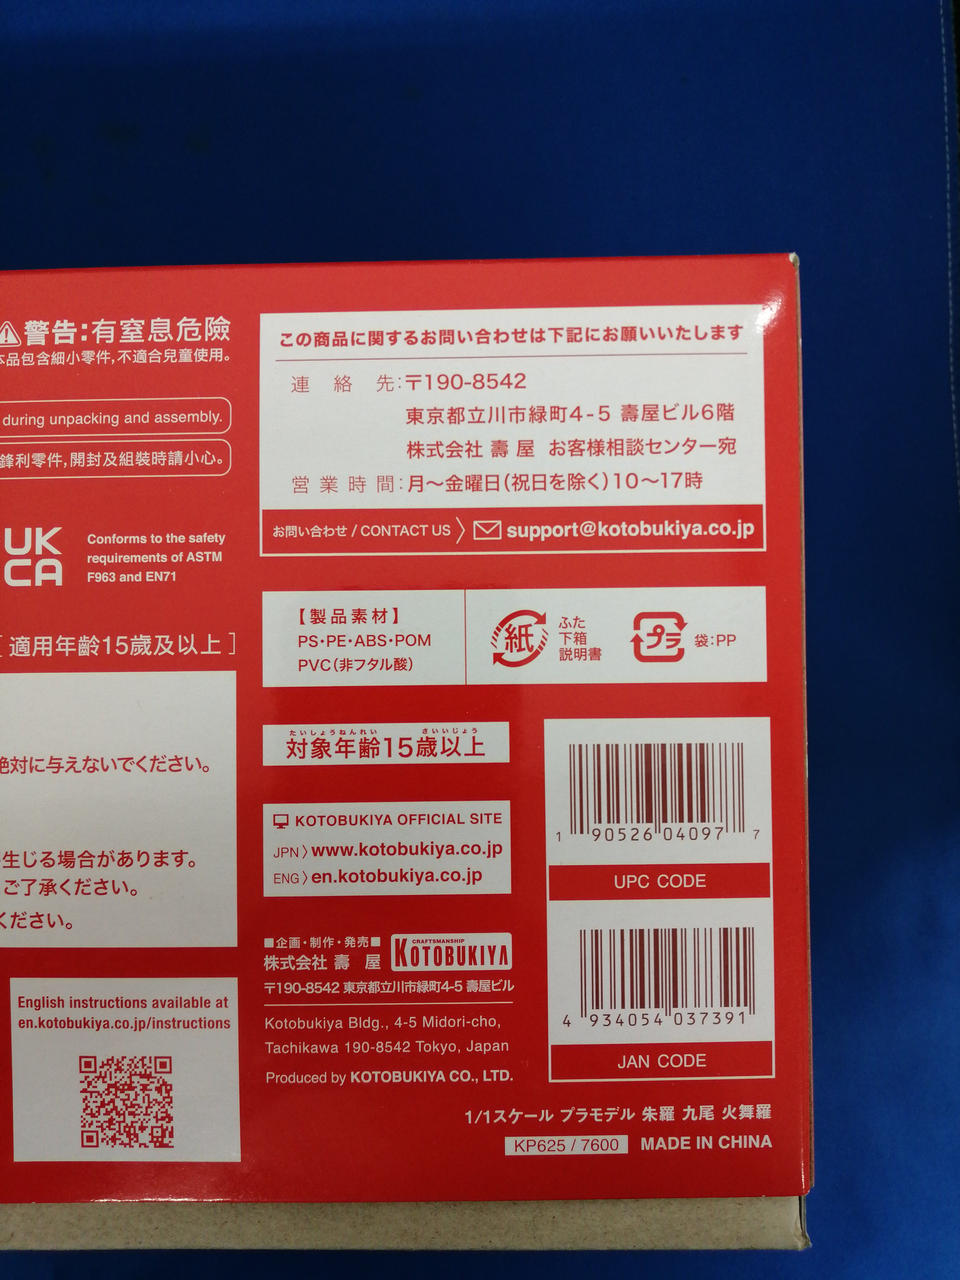 警告:有窒息危險
本品包含細小零件,不適合兒童使用。
during unpacking and assembly.
鋒利零件,開封及組裝時請小心。
UK
CA
Conforms to the safety
requirements of ASTM
F963 and EN71
[適用年齡15歲及以上]
絶対に与えないでください。
生じる場合があります。
ご了承ください。
ください。
English instructions available at
en.kotobukiya.co.jp/instructions
この商品に関するお問い合わせは下記にお願いいたします
連絡先:〒190-8542
東京都立川市緑町4-5 壽屋ビル6階
株式会社 壽 屋 お客様相談センター宛
営業時間:月～金曜日(祝日を除く)10～17時
お問い合わせ / CONTACT US 〉 support@kotobukiya.co.jp
【製品素材】
PS・PE・ABS・POM
PVC(非フタル酸)
紙
ふた
下箱
説明書
プラ
袋:PP
たいしょうねんれい さいいじょう
対象年齢15歳以上
KOTOBUKIYA OFFICIAL SITE
JPN 〉 www.kotobukiya.co.jp
ENG 〉 en.kotobukiya.co.jp
1 90526 04097 7
UPC CODE
4 934054 037391
JAN CODE
■企画・制作・発売■
株式会社 壽 屋
CRAFTSMANSHIP
KOTOBUKIYA
〒190-8542 東京都立川市緑町4-5 壽屋ビル
Kotobukiya Bldg., 4-5 Midori-cho,
Tachikawa 190-8542 Tokyo, Japan
Produced by KOTOBUKIYA CO., LTD.
1/1スケール プラモデル 朱羅 九尾 火舞羅
KP625 / 7600 MADE IN CHINA